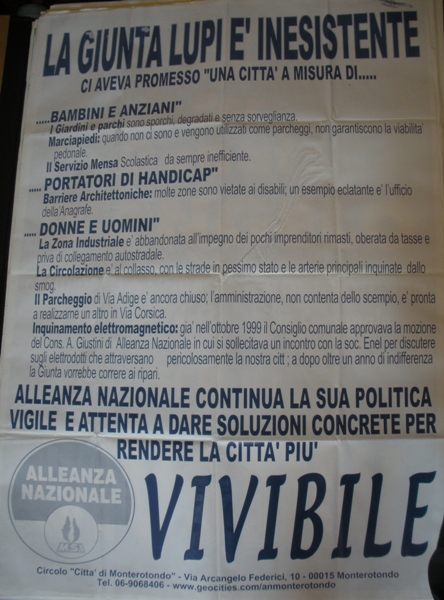 LA GIUNTA LUPI E' INESISTENTE
CI AVEVA PROMESSO "UNA CITTA' A MISURA DI.....
.....BAMBINI E ANZIANI"
I Giardini e parchi sono sporchi, degradati e senza sorveglianza.
Marciapiedi: quando non ci sono e vengono utilizzati come parcheggi, non garantiscono la viabilita'
pedonale.
Il Servizio Mensa Scolastica da sempre inefficiente.
..... PORTATORI DI HANDICAP"
Barriere Architettoniche: molte zone sono vietate ai disabili; un esempio eclatante e' l'ufficio
della'Anagrafe.
..... DONNE E UOMINI"
La Zona Industriale e' abbandonata all'impegno dei pochi imprenditori rimasti, oberata da tasse e
priva di collegamento autostradale.
La Circolazione e' al collasso, con le strade in pessimo stato e le arterie principali inquinate dallo
smog.
Il Parcheggio di Via Adige e' ancora chiuso; l'amministrazione, non contenta dello scempio, e' pronta
a realizzarne un altro in Via Corsica.
Inquinamento elettromagnetico: gia' nell'ottobre 1999 il Consiglio comunale approvava la mozione
del Cons. A. Giustini di Alleanza Nazionale in cui si sollecitava un incontro con la soc. Enel per discutere
sugli elettrodotti che attraversano pericolosamente la nostra citt ; a dopo oltre un anno di indifferenza
la Giunta vorrebbe correre ai ripari.
ALLEANZA NAZIONALE CONTINUA LA SUA POLITICA
VIGILE E ATTENTA A DARE SOLUZIONI CONCRETE PER
RENDERE LA CITTA' PIU'
VIVIBILE
ALLEANZA
NAZIONALE
M.S.I.
Circolo "Citta' di Monterotondo" - Via Arcangelo Federici, 10 - 00015 Monterotondo
Tel. 06-9068406 - www.geocities.com/anmonterotondo